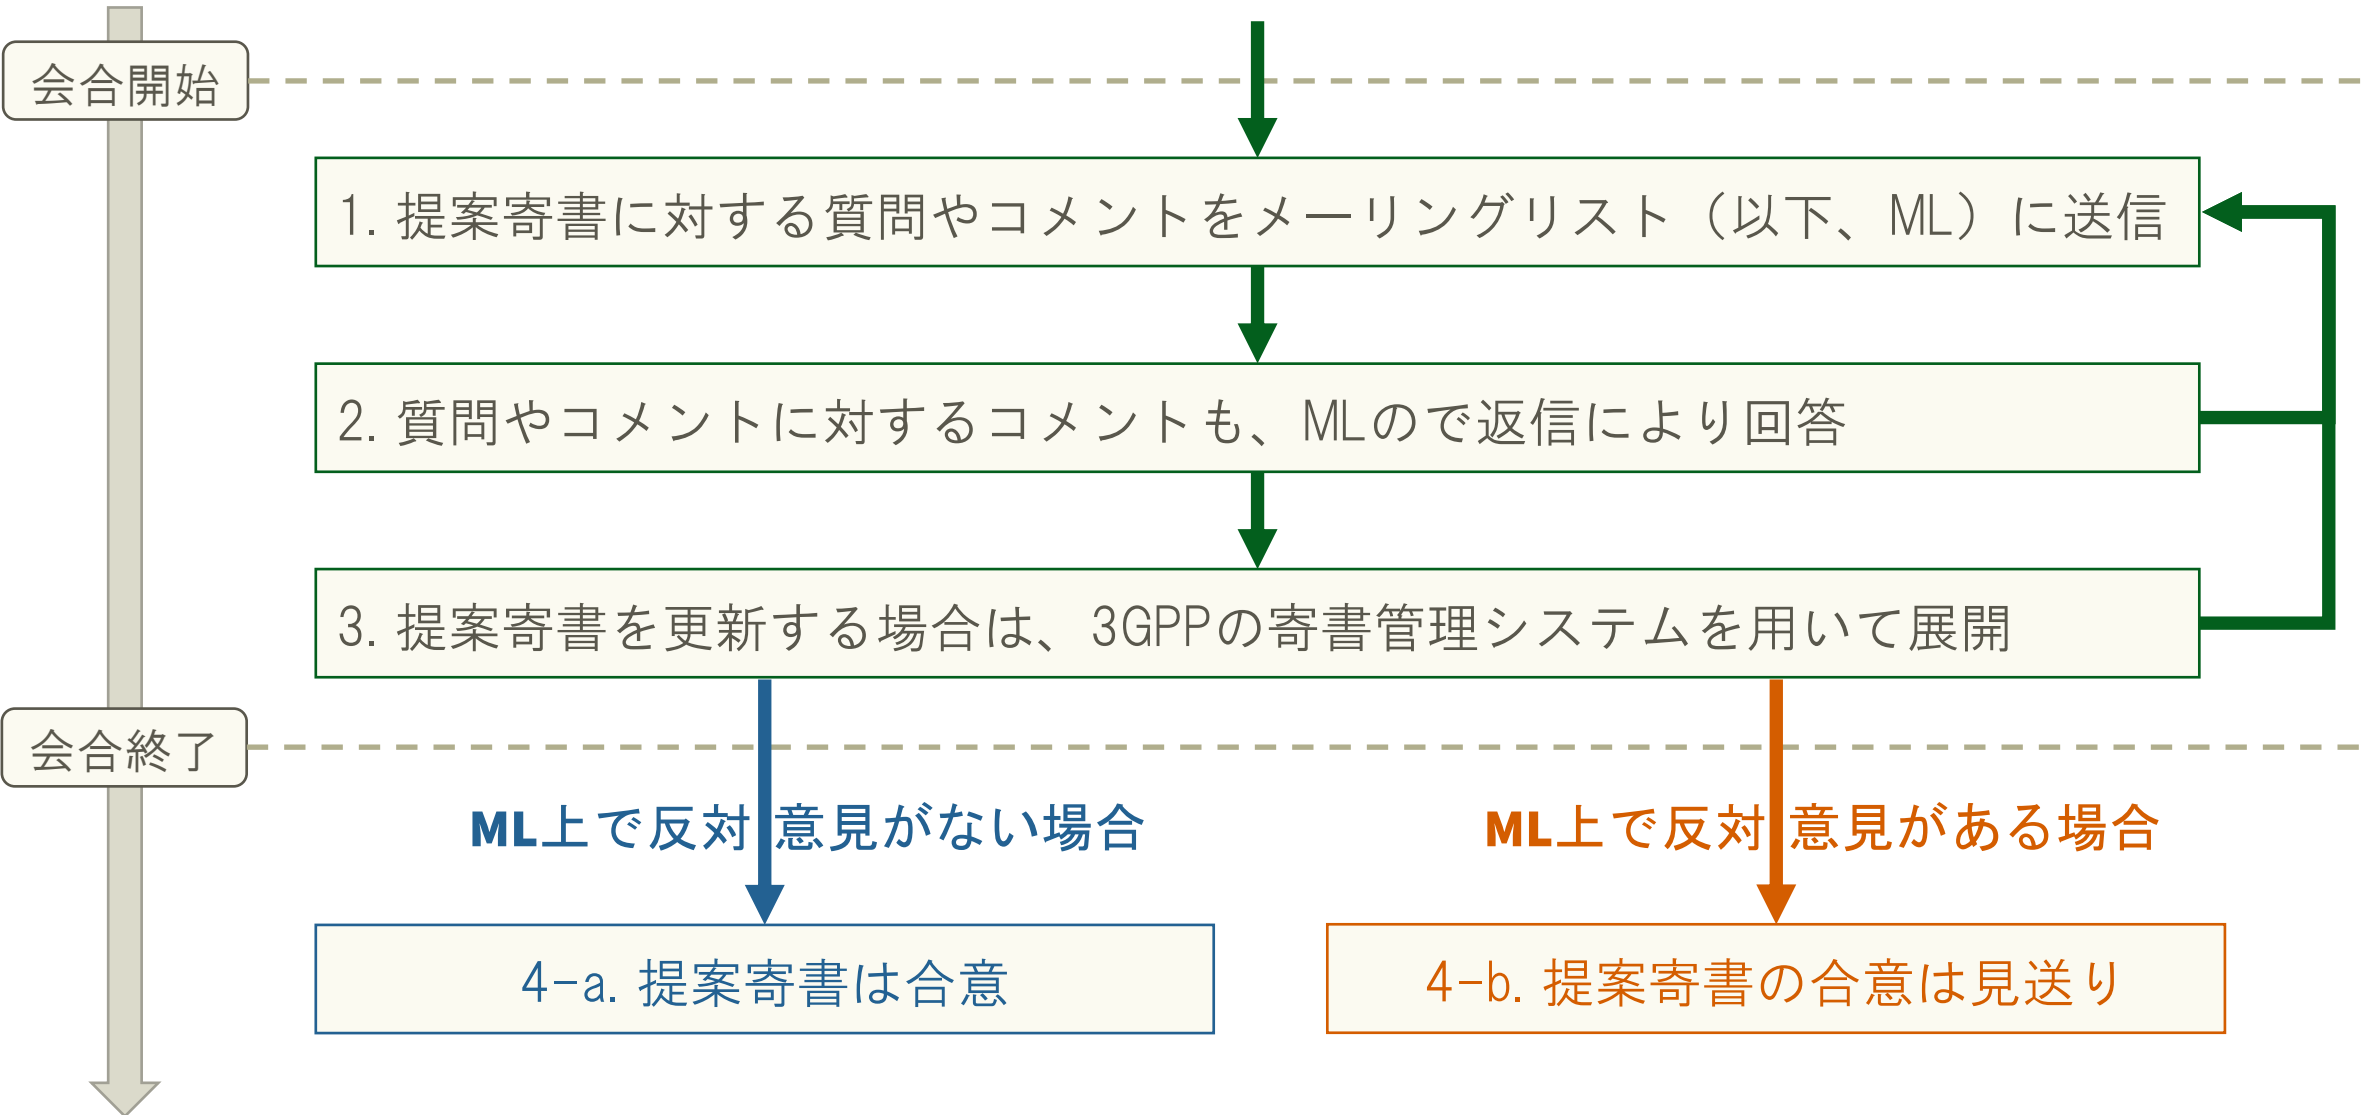 会合開始
1. 提案寄書に対する質問やコメントをメーリングリスト（以下、ML）に送信
2. 質問やコメントに対するコメントも、MLので返信により回答
3. 提案寄書を更新する場合は、3GPPの寄書管理システムを用いて展開
会合終了
ML上で反対意見がない場合
ML上で反対意見がある場合
4-a. 提案寄書は合意
4-b. 提案寄書の合意は見送り